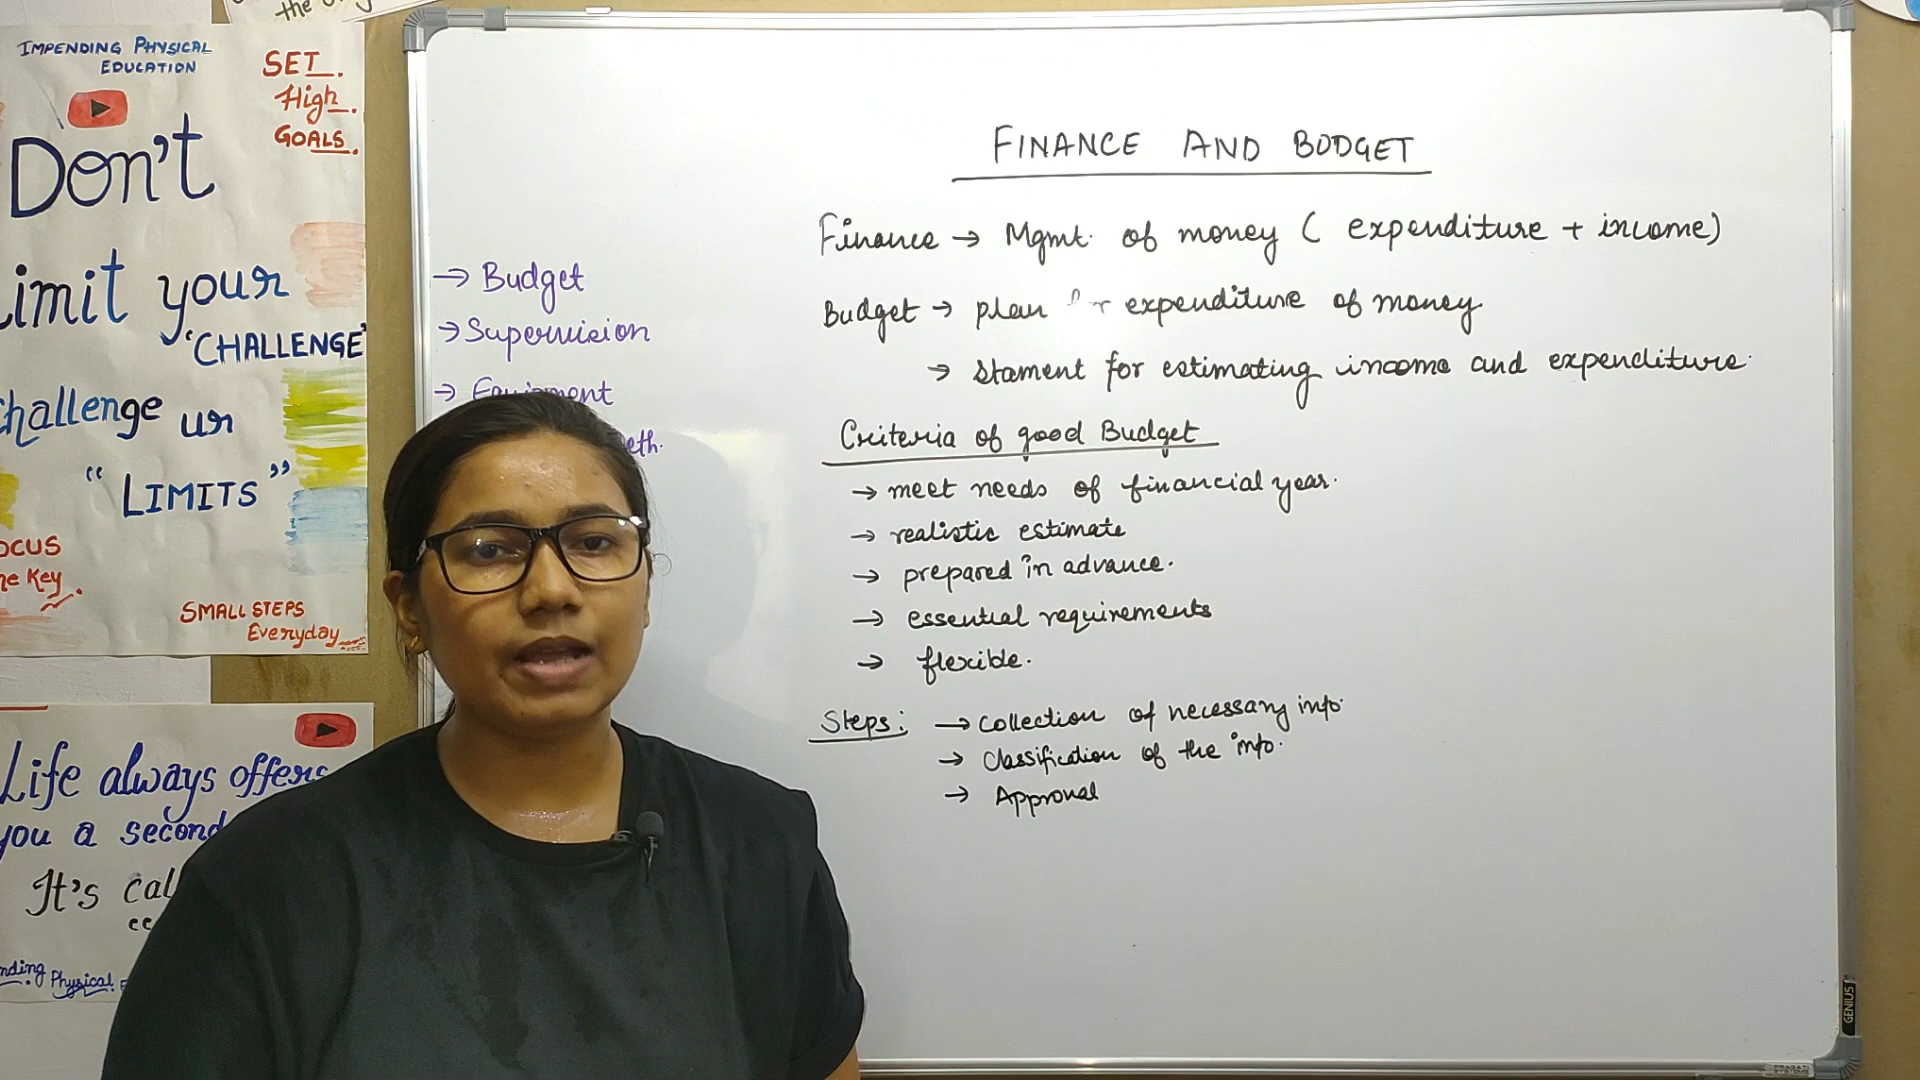 the
IMPENDING PHYSICAL
EDUCATION
SET.
High.
GOALS.
Don't
Limit your
'CHALLENGE'
Challenge ur
"LIMITS"
FOCUS
the Key.
SMALL STEPS
Everyday
Life always offers
you a second
It's cal
nding Physical E
→ Budget
→ Supervision
→ Equipment
eth.
FINANCE AND BUDGET
Finance → Mgmt. of money ( expenditure + income)
Budget → plan for expenditure of money
→ stament for estimating income and expenditure.
Criteria of good Budget
→ meet needs of financial year.
→ realistic estimate
→ prepared in advance.
→ essential requirements
→ flexible.
Steps: → collection of necessary info.
→ Classification of the info.
→ Approval
GENIUS